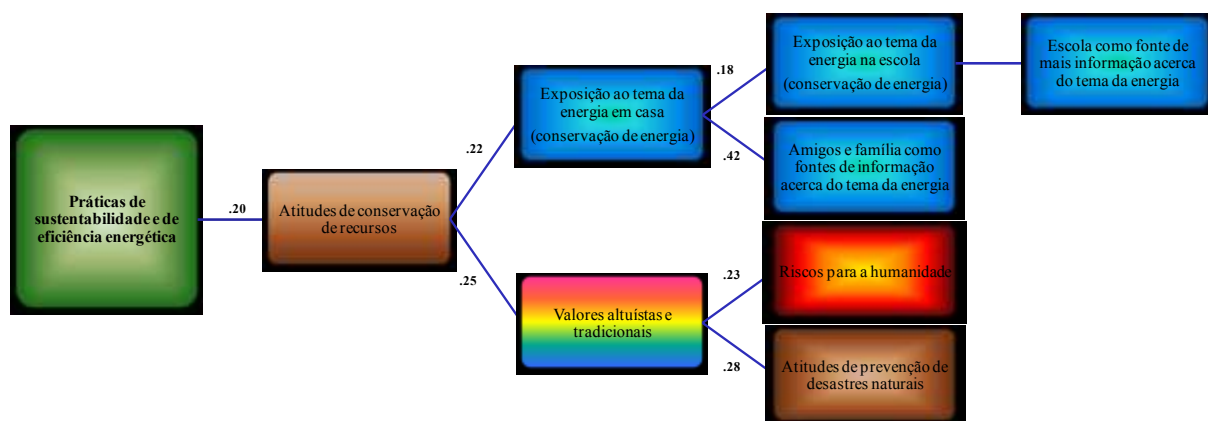 Práticas de
sustentabilidade e de
eficiência energética
.20
Atitudes de conservação
de recursos
.22
.25
Exposição ao tema da
energia em casa
(conservação de energia)
Valores altuístas e
tradicionais
.18
.42
.23
.28
Exposição ao tema da
energia na escola
(conservação de energia)
Amigos e família como
fontes de informação
acerca do tema da energia
Riscos para a humanidade
Atitudes de prevenção de
desastres naturais
Escola como fonte de
mais informação acerca
do tema da energia